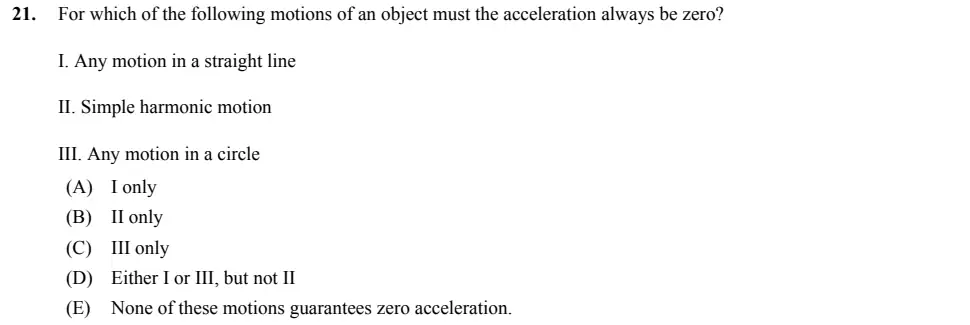 21. For which of the following motions of an object must the acceleration always be zero?
I. Any motion in a straight line
II. Simple harmonic motion
III. Any motion in a circle
(A) I only
(B) II only
(C) III only
(D) Either I or III, but not II
(E) None of these motions guarantees zero acceleration.